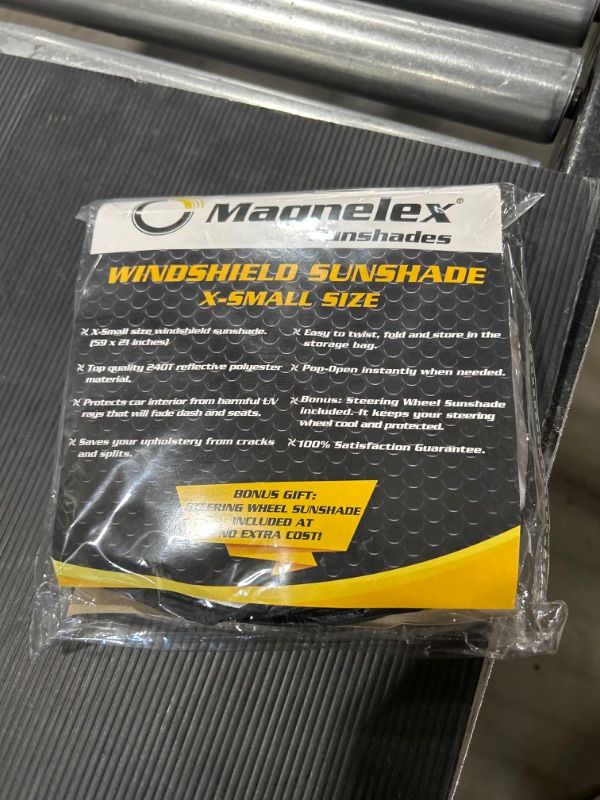 Magnelex®
unshades
WINDSHIELD SUNSHADE
X-SMALL SIZE
X-Small size windshield sunshade.
(59 x 21 inches)
Top quality 240T reflective polyester
material.
Protects car interior from harmful UV
rays that will fade dash and seats.
Saves your upholstery from cracks
and splits.
Easy to twist, fold and store in the
storage bag.
Pop-Open instantly when needed.
Bonus: Steering Wheel Sunshade
included. It keeps your steering
wheel cool and protected.
100% Satisfaction Guarantee.
BONUS GIFT:
STEERING WHEEL SUNSHADE
INCLUDED AT
NO EXTRA COST!